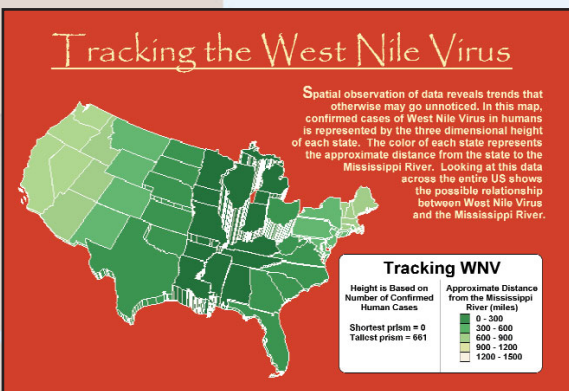 Tracking the West Nile Virus
Spatial observation of data reveals trends that
otherwise may go unnoticed. In this map,
confirmed cases of West Nile Virus in humans
is represented by the three dimensional height
of each state. The color of each state represents
the approximate distance from the state to the
Mississippi River. Looking at this data
across the entire US shows
the possible relationship
between West Nile Virus
and the Mississippi River.
Tracking WNV
Height is Based on
Number of Confirmed
Human Cases
Shortest prism = 0
Tallest prism = 661
Approximate Distance
from the Mississippi
River (miles)
0 - 300
300 - 600
600 - 900
900 - 1200
1200 - 1500